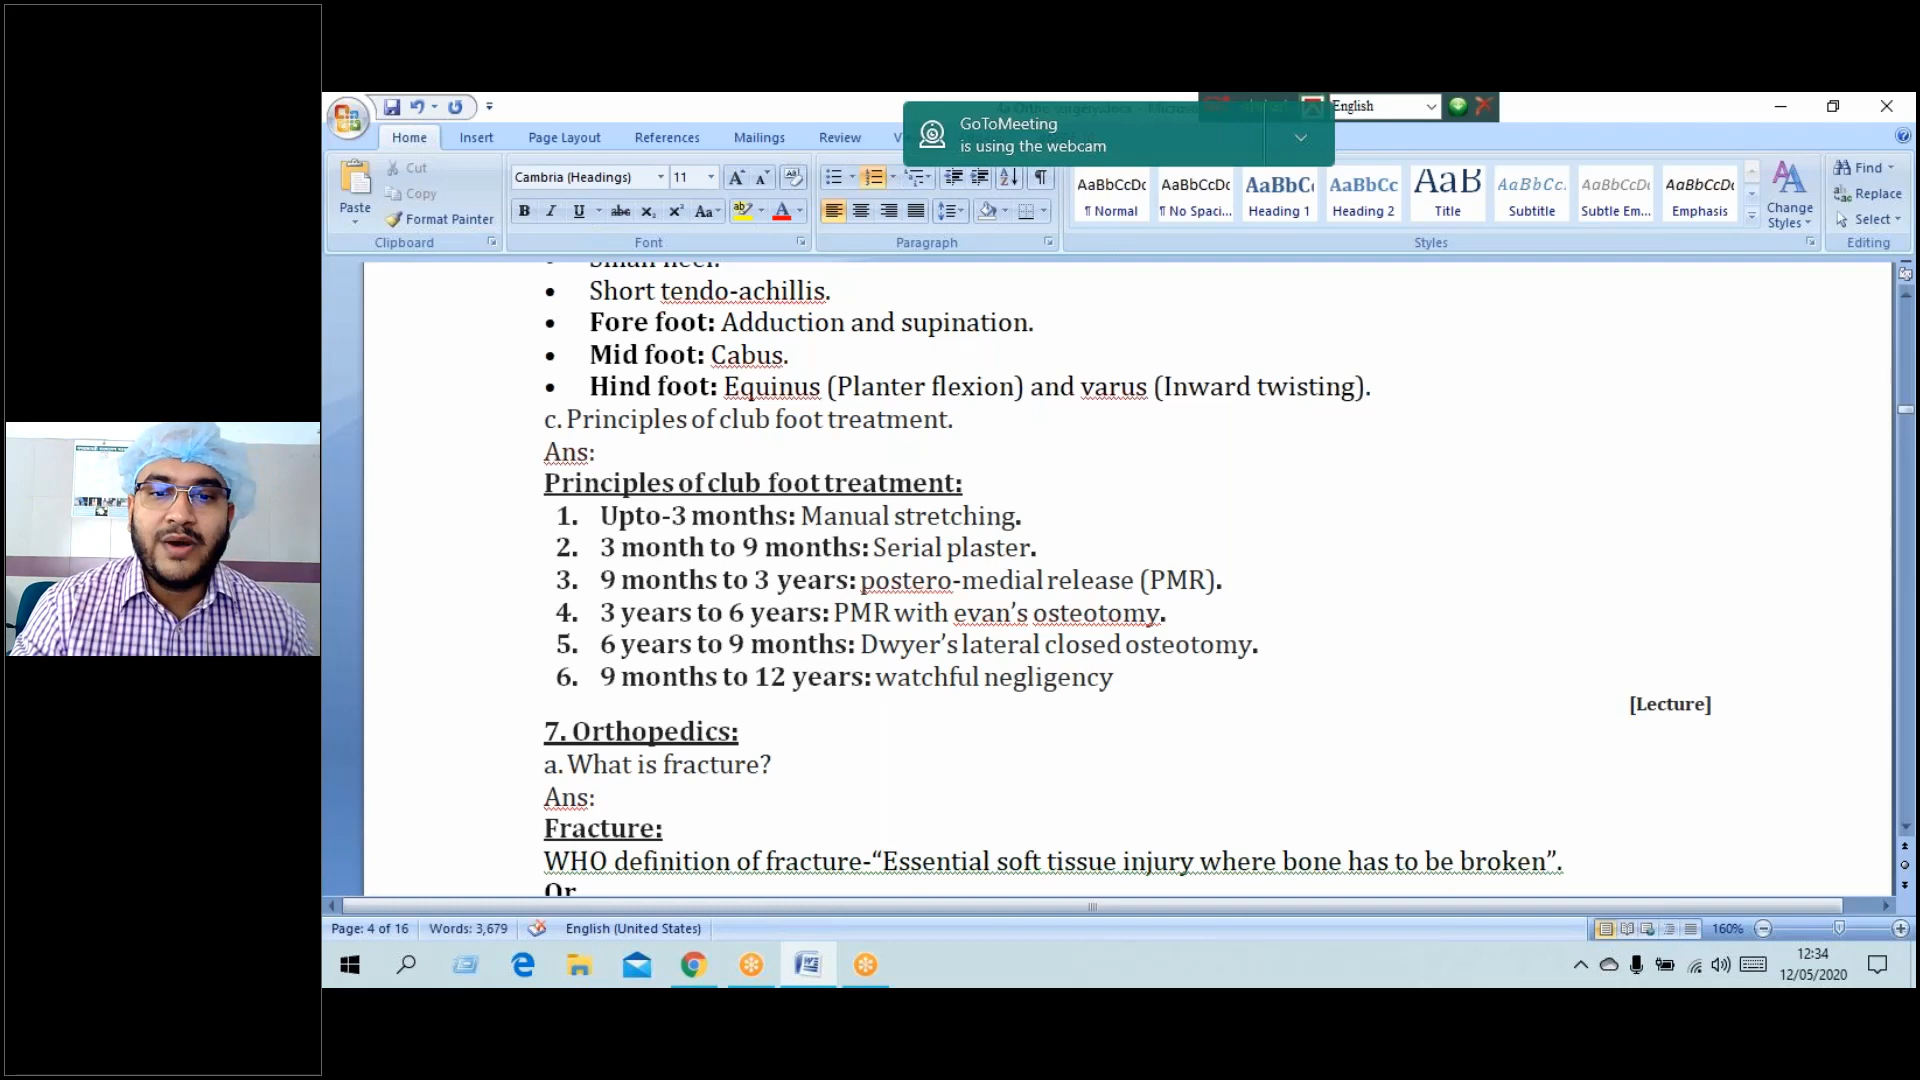 English
GoToMeeting
is using the webcam
Home Insert Page Layout References Mailings Review
Cut
Copy
Format Painter
Paste
Clipboard
Cambria (Headings) 11
Font
Paragraph
AaBbCcDc AaBbCcDc AaBbC AaBbCc AaB AaBbCc. AaBbCcDc AaBbCcDc
¶ Normal ¶ No Spaci... Heading 1 Heading 2 Title Subtitle Subtle Em... Emphasis
Change
Styles
Styles
Find
Replace
Select
Editing
Small heel.
• Short tendo-achillis.
• Fore foot: Adduction and supination.
• Mid foot: Cabus.
• Hind foot: Equinus (Planter flexion) and varus (Inward twisting).
c. Principles of club foot treatment.
Ans:
Principles of club foot treatment:
1. Upto-3 months: Manual stretching.
2. 3 month to 9 months: Serial plaster.
3. 9 months to 3 years: postero-medial release (PMR).
4. 3 years to 6 years: PMR with evan’s osteotomy.
5. 6 years to 9 months: Dwyer’s lateral closed osteotomy.
6. 9 months to 12 years: watchful negligency
[Lecture]
7. Orthopedics:
a. What is fracture?
Ans:
Fracture:
WHO definition of fracture-“Essential soft tissue injury where bone has to be broken”.
Or
Page: 4 of 16 Words: 3,679 English (United States) 160%
12:34
12/05/2020